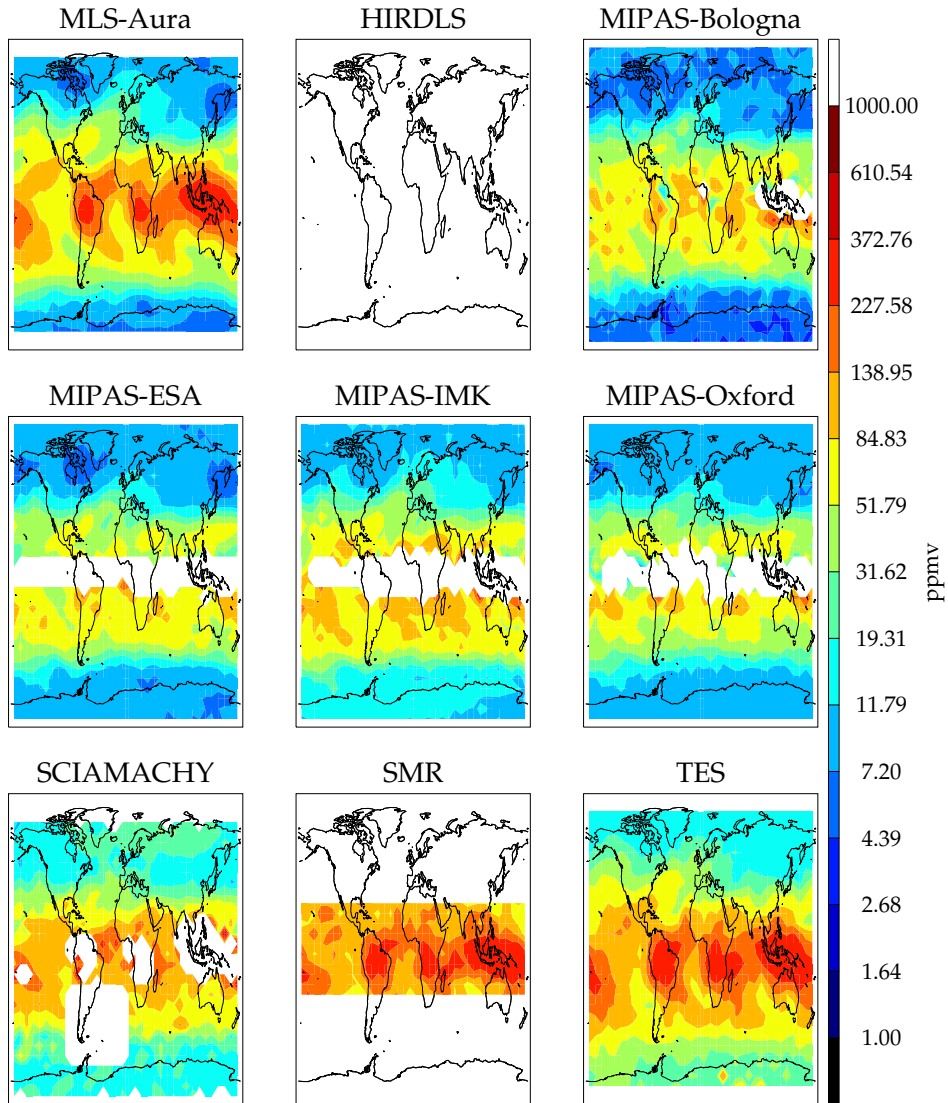 MLS-Aura
HIRDLS
MIPAS-Bologna
MIPAS-ESA
MIPAS-IMK
MIPAS-Oxford
SCIAMACHY
SMR
TES
1000.00
610.54
372.76
227.58
138.95
84.83
51.79
31.62
19.31
11.79
7.20
4.39
2.68
1.64
1.00
ppmv